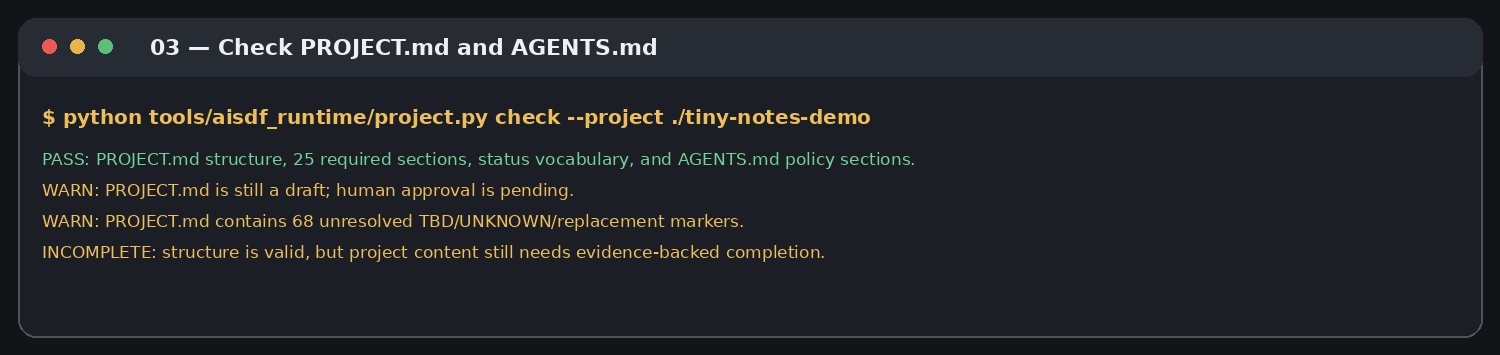 03 — Check PROJECT.md and AGENTS.md
$ python tools/aisdf_runtime/project.py check --project ./tiny-notes-demo
PASS: PROJECT.md structure, 25 required sections, status vocabulary, and AGENTS.md policy sections.
WARN: PROJECT.md is still a draft; human approval is pending.
WARN: PROJECT.md contains 68 unresolved TBD/UNKNOWN/replacement markers.
INCOMPLETE: structure is valid, but project content still needs evidence-backed completion.